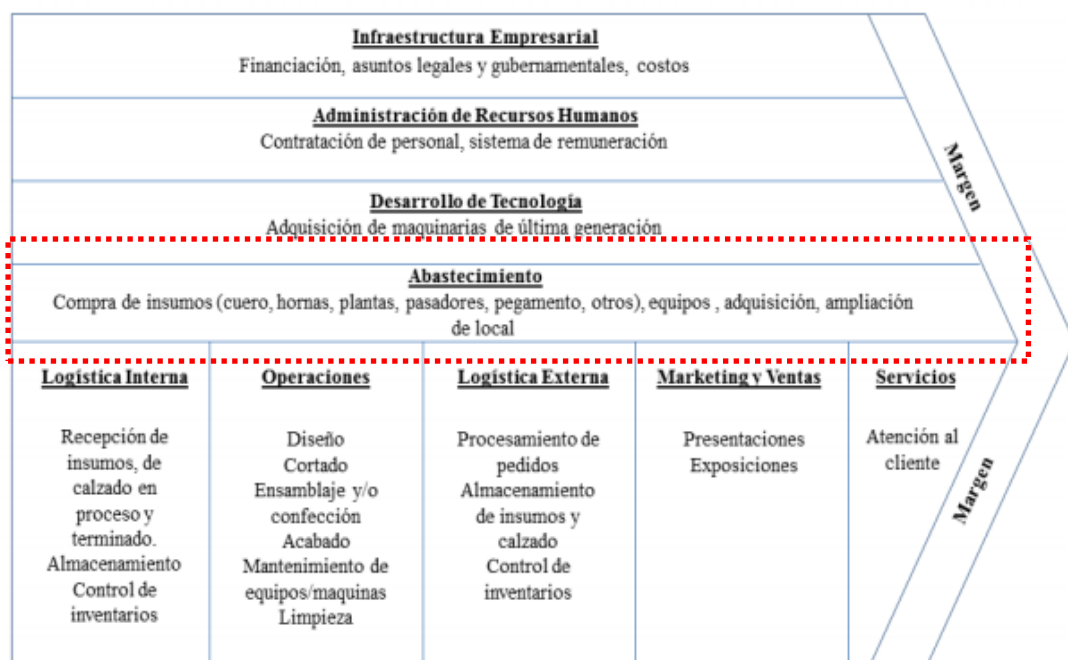 Infraestructura Empresarial
Financiación, asuntos legales y gubernamentales, costos
Administración de Recursos Humanos
Contratación de personal, sistema de remuneración
Desarrollo de Tecnología
Adquisición de maquinarias de última generación
Abastecimiento
Compra de insumos (cuero, hornas, plantas, pasadores, pegamento, otros), equipos , adquisición, ampliación
de local
Margen
Logística Interna
Recepción de
insumos, de
calzado en
proceso y
terminado.
Almacenamiento
Control de
inventarios
Operaciones
Diseño
Cortado
Ensamblaje y/o
confección
Acabado
Mantenimiento de
equipos/maquinas
Limpieza
Logística Externa
Procesamiento de
pedidos
Almacenamiento
de insumos y
calzado
Control de
inventarios
Marketing y Ventas
Presentaciones
Exposiciones
Servicios
Atención al
cliente
Margen